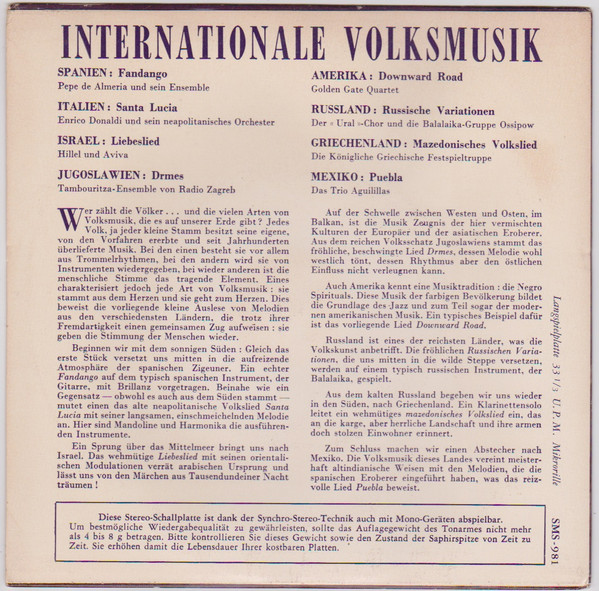 INTERNATIONALE VOLKSMUSIK
SPANIEN: Fandango
Pepe de Almeria und sein Ensemble
ITALIEN: Santa Lucia
Enrico Donaldi und sein neapolitanisches Orchester
ISRAEL: Liebeslied
Hillel und Aviva
JUGOSLAWIEN: Drmes
Tambouritza-Ensemble von Radio Zagreb
AMERIKA: Downward Road
Golden Gate Quartet
RUSSLAND: Russische Variationen
Der « Ural »-Chor und die Balalaika-Gruppe Ossipow
GRIECHENLAND: Mazedonisches Volkslied
Die Königliche Griechische Festspieltruppe
MEXIKO: Puebla
Das Trio Aguilillas
Wer zählt die Völker . . . und die vielen Arten von
Volksmusik, die es auf unserer Erde gibt? Jedes
Volk, ja jeder kleine Stamm besitzt seine eigene,
von den Vorfahren ererbte und seit Jahrhunderten
überlieferte Musik. Bei den einen besteht sie vor allem
aus Trommelrhythmen, bei den andern wird sie von
Instrumenten wiedergegeben, bei wieder anderen ist die
menschliche Stimme das tragende Element. Eines
charakterisiert jedoch jede Art von Volksmusik: sie
stammt aus dem Herzen und sie geht zum Herzen. Dies
beweist die vorliegende kleine Auslese von Melodien
aus den verschiedensten Ländern, die trotz ihrer
Fremdartigkeit einen gemeinsamen Zug aufweisen: sie
geben die Stimmung der Menschen wieder.
Beginnen wir mit dem sonnigen Süden: Gleich das
erste Stück versetzt uns mitten in die aufreizende
Atmosphäre der spanischen Zigeuner. Ein echter
Fandango auf dem typisch spanischen Instrument, der
Gitarre, mit Brillanz vorgetragen. Beinahe wie ein
Gegensatz — obwohl es auch aus dem Süden stammt —
mutet einen das alte neapolitanische Volkslied Santa
Lucia mit seiner langsamen, einschmeichelnden Melodie
an. Hier sind Mandoline und Harmonika die ausführen-
den Instrumente.
Ein Sprung über das Mittelmeer bringt uns nach
Israel. Das wehmütige Liebeslied mit seinen orientali-
schen Modulationen verrät arabischen Ursprung und
lässt uns von den Märchen aus Tausendundeiner Nacht
träumen!
Auf der Schwelle zwischen Westen und Osten, im
Balkan, ist die Musik Zeugnis der hier vermischten
Kulturen der Europäer und der asiatischen Eroberer.
Aus dem reichen Volksschatz Jugoslawiens stammt das
fröhliche, beschwingte Lied Drmes, dessen Melodie wohl
westlich tönt, dessen Rhythmus aber den östlichen
Einfluss nicht verleugnen kann.
Auch Amerika kennt eine Musiktradition: die Negro
Spirituals. Diese Musik der farbigen Bevölkerung bildet
die Grundlage des Jazz und zum Teil sogar der moder-
nen amerikanischen Musik. Ein typisches Beispiel dafür
ist das vorliegende Lied Downward Road.
Russland ist eines der reichsten Länder, was die
Volkskunst anbetrifft. Die fröhlichen Russischen Varia-
tionen, die uns mitten in die wilde Steppe versetzen,
werden auf einem typisch russischen Instrument, der
Balalaika, gespielt.
Aus dem kalten Russland begeben wir uns wieder
in den Süden, nach Griechenland. Ein Klarinettensolo
leitet ein wehmütiges mazedonisches Volkslied ein, das
an die karge, aber herrliche Landschaft und ihre armen
doch stolzen Einwohner erinnert.
Zum Schluss machen wir einen Abstecher nach
Mexiko. Die Volksmusik dieses Landes vereint meister-
haft altindianische Weisen mit den Melodien, die die
spanischen Eroberer eingeführt haben, was das reiz-
volle Lied Puebla beweist.
Langspielplatte 33 1/3 U.P.M. Mikrorille
SMS-981
Diese Stereo-Schallplatte ist dank der Synchro-Stereo-Technik auch mit Mono-Geräten abspielbar.
Um bestmögliche Wiedergabequalität zu gewährleisten, sollte das Auflagegewicht des Tonarmes nicht mehr
als 4 bis 8 g betragen. Bitte kontrollieren Sie dieses Gewicht sowie den Zustand der Saphirspitze von Zeit zu
Zeit. Sie erhöhen damit die Lebensdauer Ihrer kostbaren Platten.